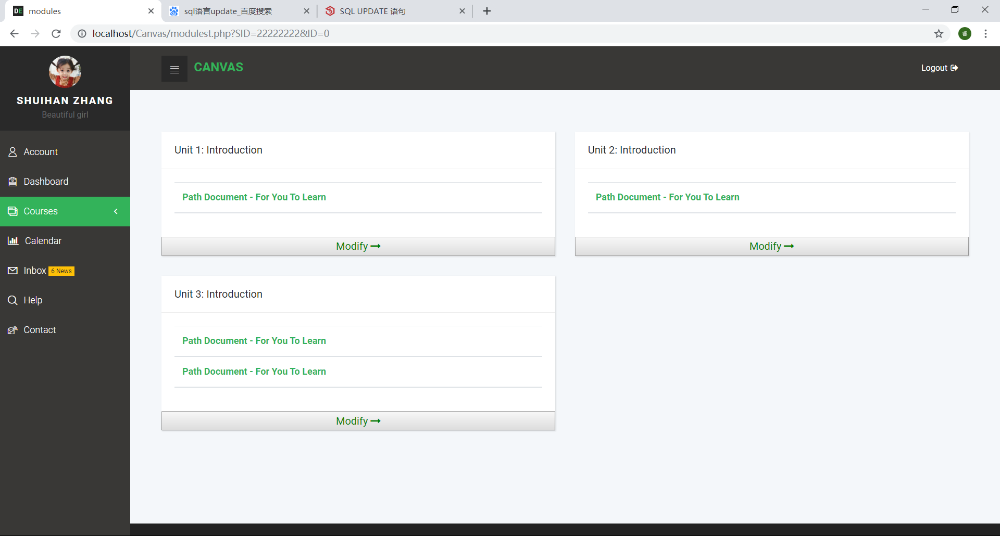 DE modules
sql语言update_百度搜索
SQL UPDATE 语句
localhost/Canvas/modulest.php?SID=22222222&ID=0
睿
CANVAS
Logout
SHUIHAN ZHANG
Beautiful girl
Account
Dashboard
Courses
Calendar
Inbox 6 News
Help
Contact
Unit 1: Introduction
Path Document - For You To Learn
Modify
Unit 2: Introduction
Path Document - For You To Learn
Modify
Unit 3: Introduction
Path Document - For You To Learn
Path Document - For You To Learn
Modify